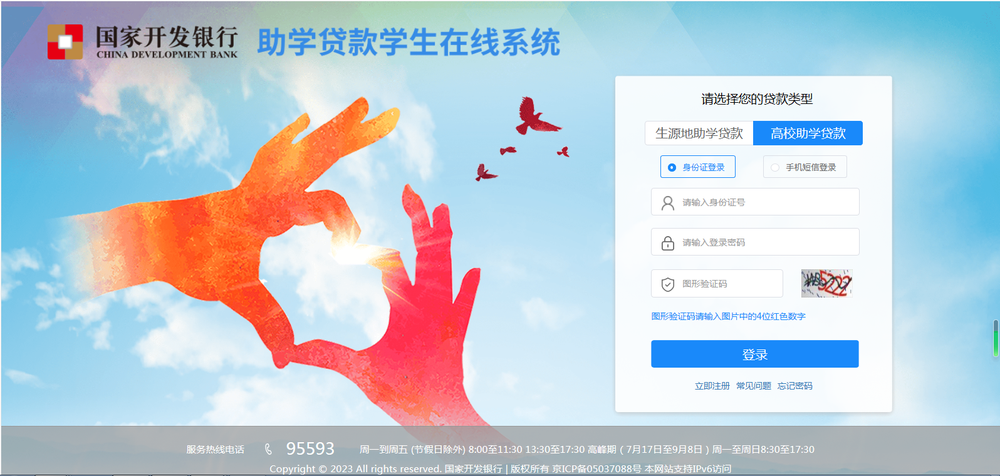 国家开发银行
CHINA DEVELOPMENT BANK
助学贷款学生在线系统
请选择您的贷款类型
生源地助学贷款 高校助学贷款
身份证登录 手机短信登录
请输入身份证号
请输入登录密码
图形验证码
图形验证码请输入图片中的4位红色数字
登录
立即注册 常见问题 忘记密码
服务热线电话 95593 周一到周五 (节假日除外) 8:00至11:30 13:30至17:30 高峰期 ( 7月17日至9月8日 ) 周一至周日8:30至17:30
Copyright © 2023 All rights reserved. 国家开发银行 | 版权所有 京ICP备05037088号 本网站支持IPv6访问